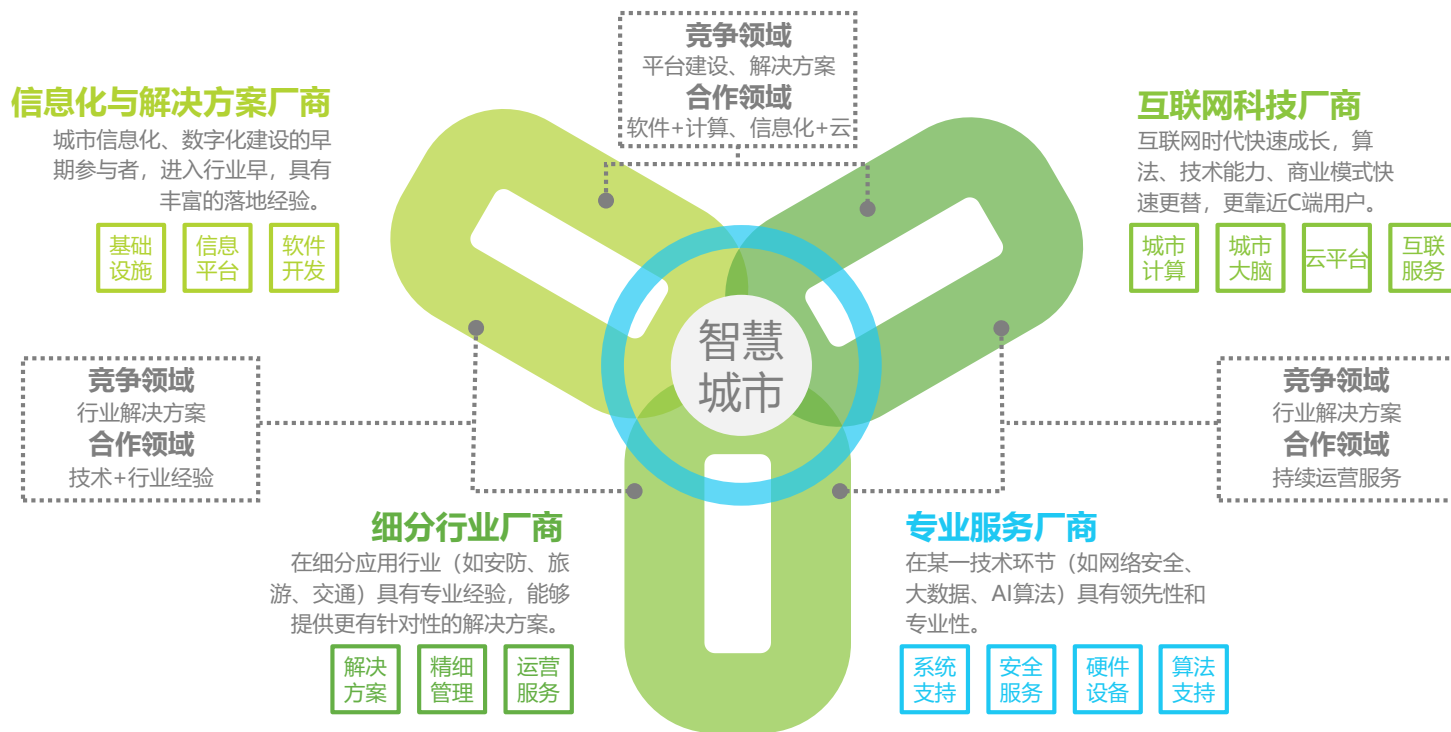 竞争领域
平台建设、解决方案
合作领域
软件+计算、信息化+云
信息化与解决方案厂商
城市信息化、数字化建设的早
期参与者，进入行业早，具有
丰富的落地经验。
基础
设施
信息
平台
软件
开发
互联网科技厂商
互联网时代快速成长，算
法、技术能力、商业模式快
速更替，更靠近C端用户。
城市
计算
城市
大脑
云平台
互联
服务
智慧
城市
竞争领域
行业解决方案
合作领域
技术+行业经验
竞争领域
行业解决方案
合作领域
持续运营服务
细分行业厂商
在细分应用行业（如安防、旅
游、交通）具有专业经验，能够
提供更有针对性的解决方案。
解决
方案
精细
管理
运营
服务
专业服务厂商
在某一技术环节（如网络安全、
大数据、AI算法）具有领先性和
专业性。
系统
支持
安全
服务
硬件
设备
算法
支持